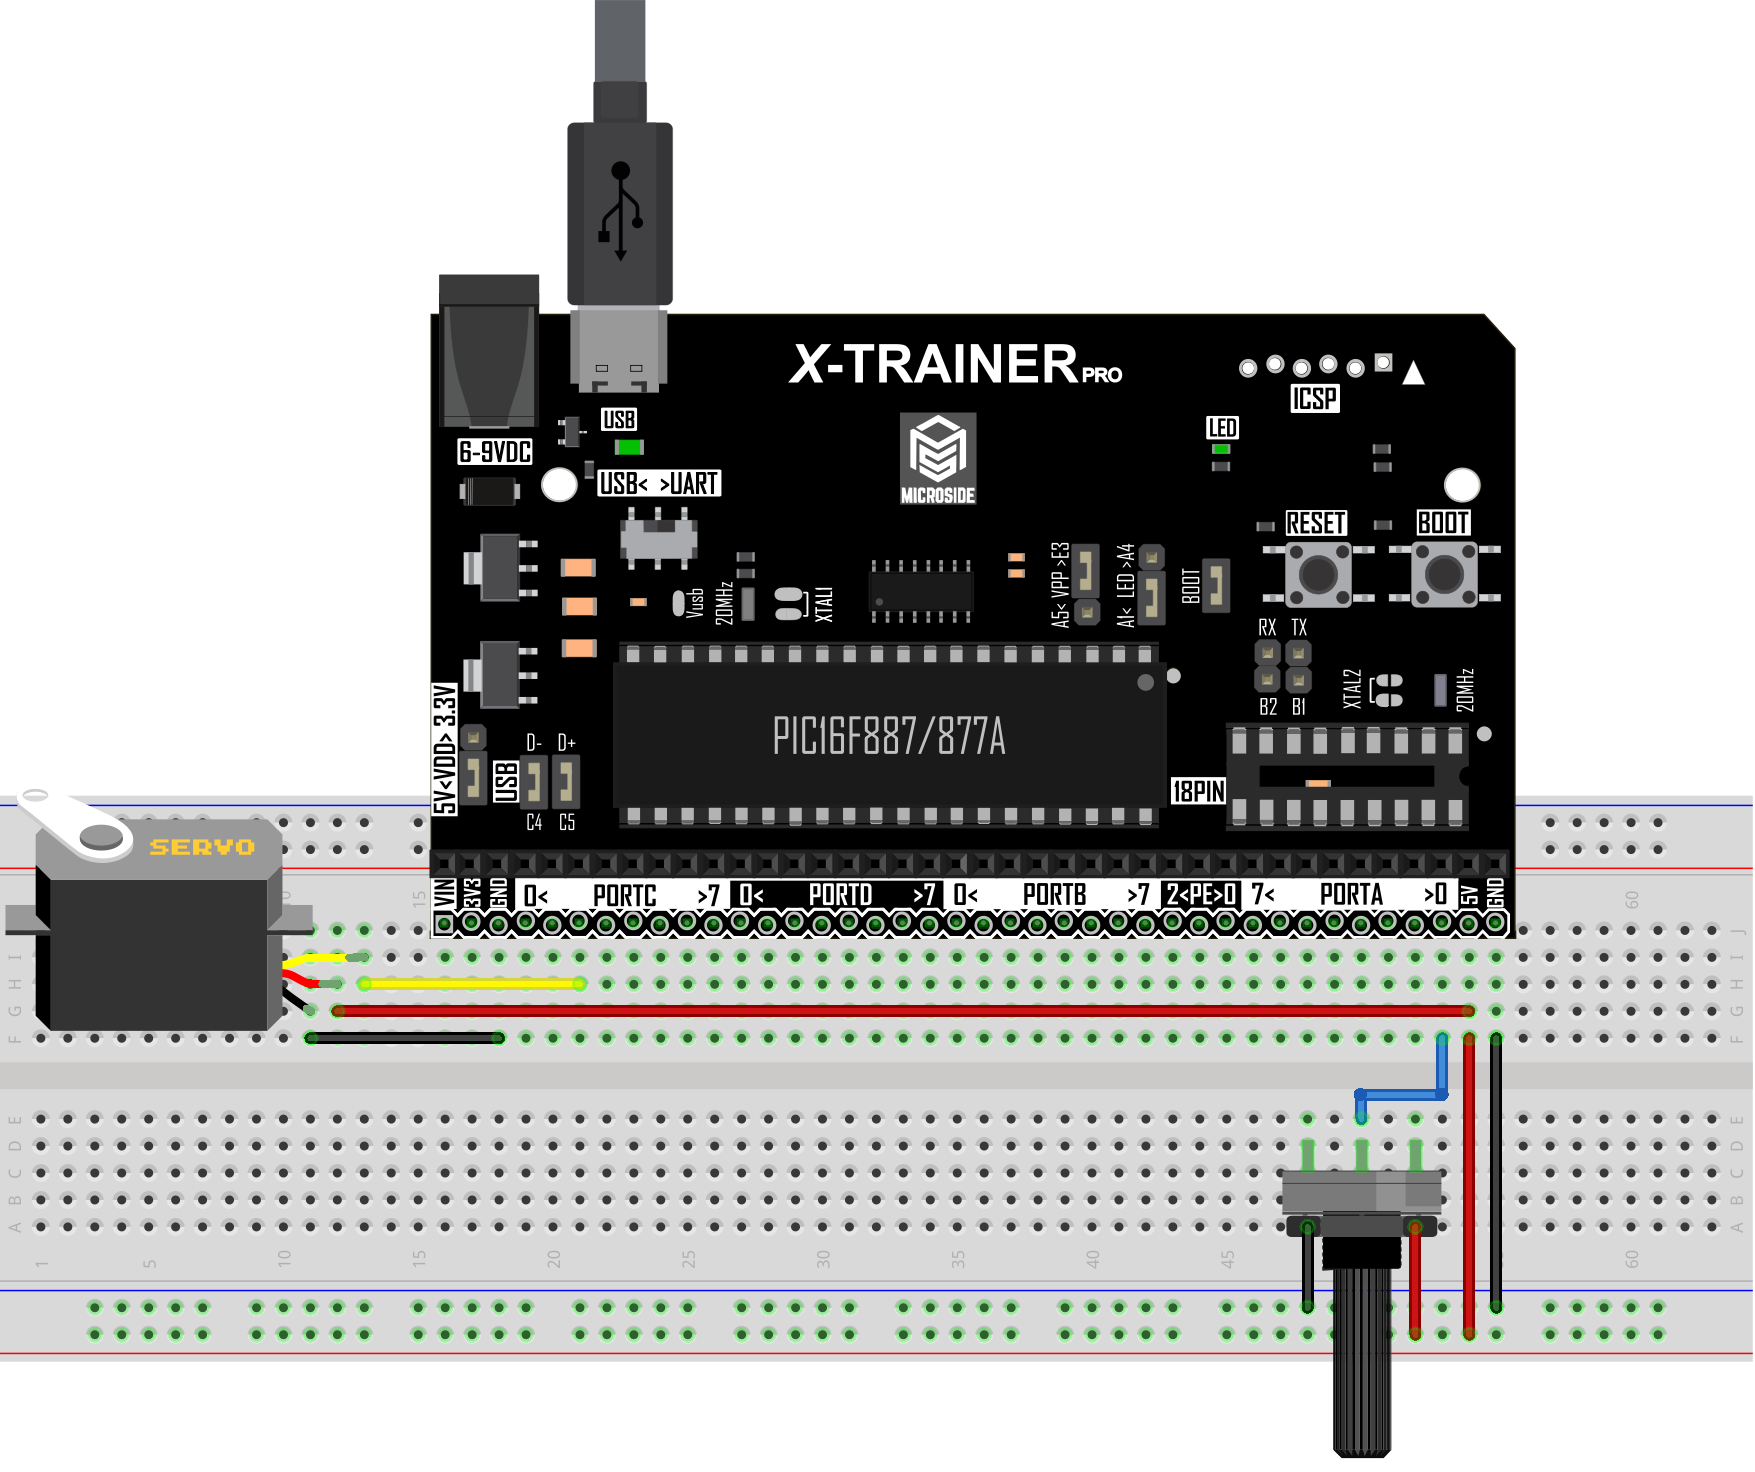 X-TRAINER PRO
ICSP
USB
LED
6-9VDC
USB< >UART
MICROSIDE
RESET
BOOT
A5< VPP >E3
A1< LED >A4
BOOT
Vusb
20MHz
XTAL1
RX TX
B2 B1
XTAL2
20MHz
5V<VDD> 3.3V
USB
D- D+
C4 C5
PIC16F887/877A
18PIN
SERVO
VIN
3V3
GND
0< PORTC >7
0< PORTD >7
0< PORTB >7
2<PE>0
7< PORTA >0
5V
GND
15
60
J
I
H
G
F
I
H
G
F
E
D
C
B
A
E
D
C
B
A
1 5 10 15 20 25 30 35 40 45 60